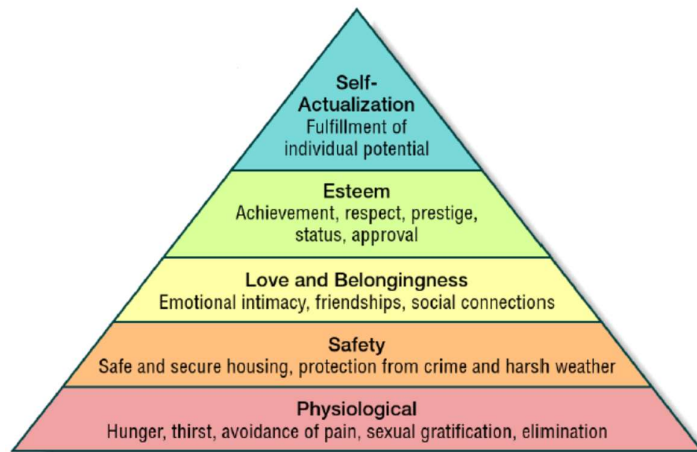 Self-
Actualization
Fulfillment of
individual potential
Esteem
Achievement, respect, prestige,
status, approval
Love and Belongingness
Emotional intimacy, friendships, social connections
Safety
Safe and secure housing, protection from crime and harsh weather
Physiological
Hunger, thirst, avoidance of pain, sexual gratification, elimination